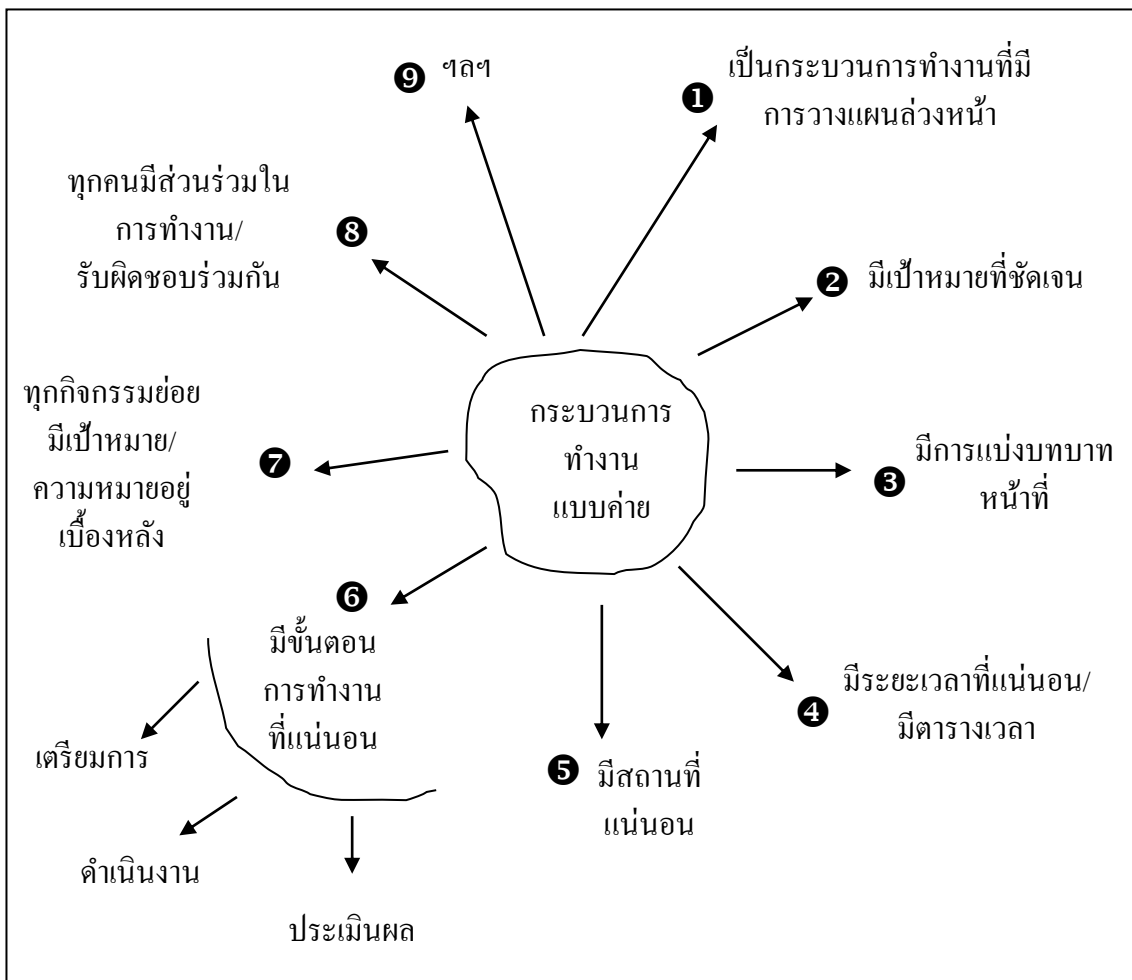 กระบวนการ
ทำงาน
แบบค่าย
❶ เป็นกระบวนการทำงานที่มี
การวางแผนล่วงหน้า
❷ มีเป้าหมายที่ชัดเจน
❸ มีการแบ่งบทบาท
หน้าที่
❹ มีระยะเวลาที่แน่นอน/
มีตารางเวลา
❺ มีสถานที่
แน่นอน
❻
มีขั้นตอน
การทำงาน
ที่แน่นอน
เตรียมการ
ดำเนินงาน
ประเมินผล
❼ ทุกกิจกรรมย่อย
มีเป้าหมาย/
ความหมายอยู่
เบื้องหลัง
❽ ทุกคนมีส่วนร่วมใน
การทำงาน/
รับผิดชอบร่วมกัน
❾ ฯลฯ